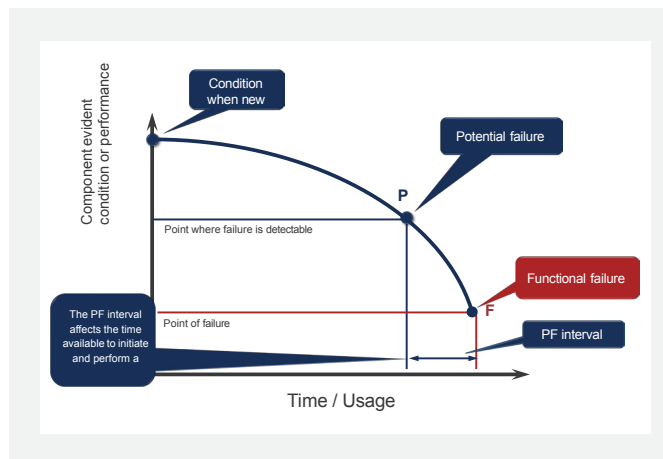 Condition
when new
Component evident
condition or performance
Potential failure
P
Point where failure is detectable
Functional failure
The PF interval
affects the time
available to initiate
and perform a
F
Point of failure
PF interval
Time / Usage